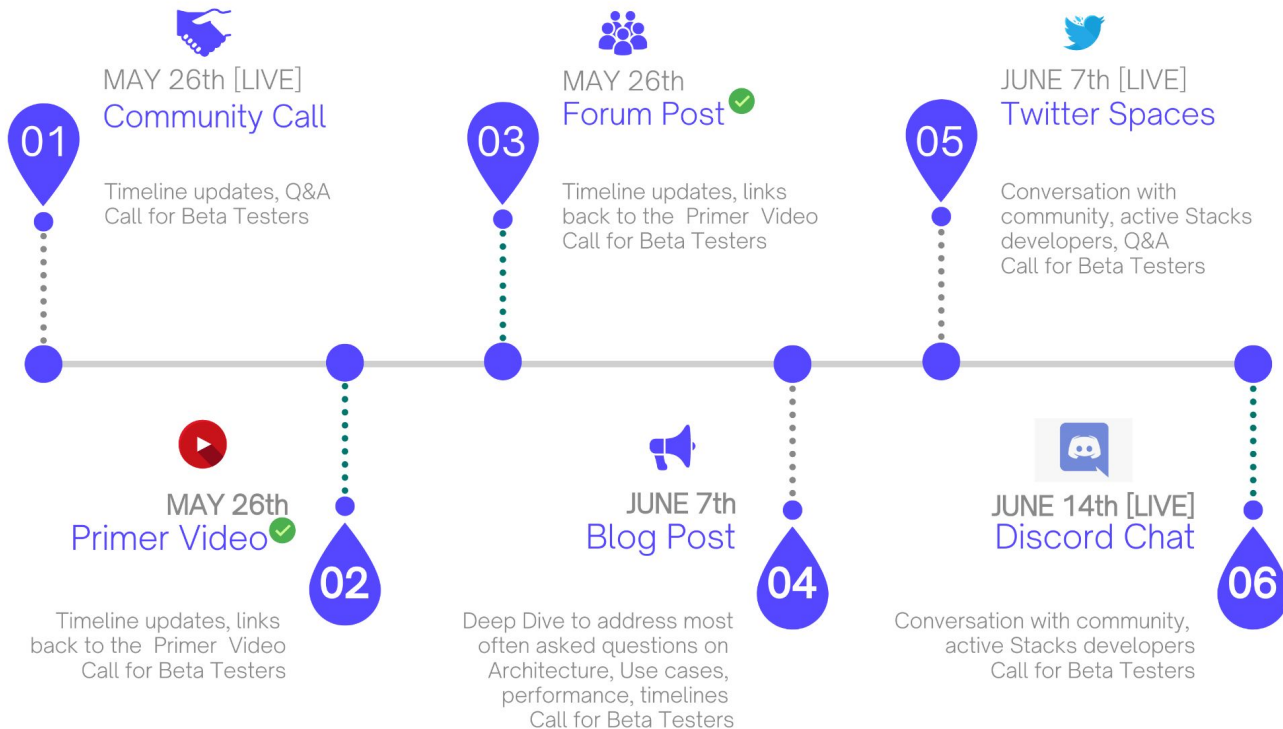 01
MAY 26th [LIVE]
Community Call
Timeline updates, Q&A
Call for Beta Testers
02
MAY 26th
Primer Video
Timeline updates, links
back to the Primer Video
Call for Beta Testers
03
MAY 26th
Forum Post
Timeline updates, links
back to the Primer Video
Call for Beta Testers
04
JUNE 7th
Blog Post
Deep Dive to address most
often asked questions on
Architecture, Use cases,
performance, timelines
Call for Beta Testers
05
JUNE 7th [LIVE]
Twitter Spaces
Conversation with
community, active Stacks
developers, Q&A
Call for Beta Testers
06
JUNE 14th [LIVE]
Discord Chat
Conversation with community,
active Stacks developers
Call for Beta Testers